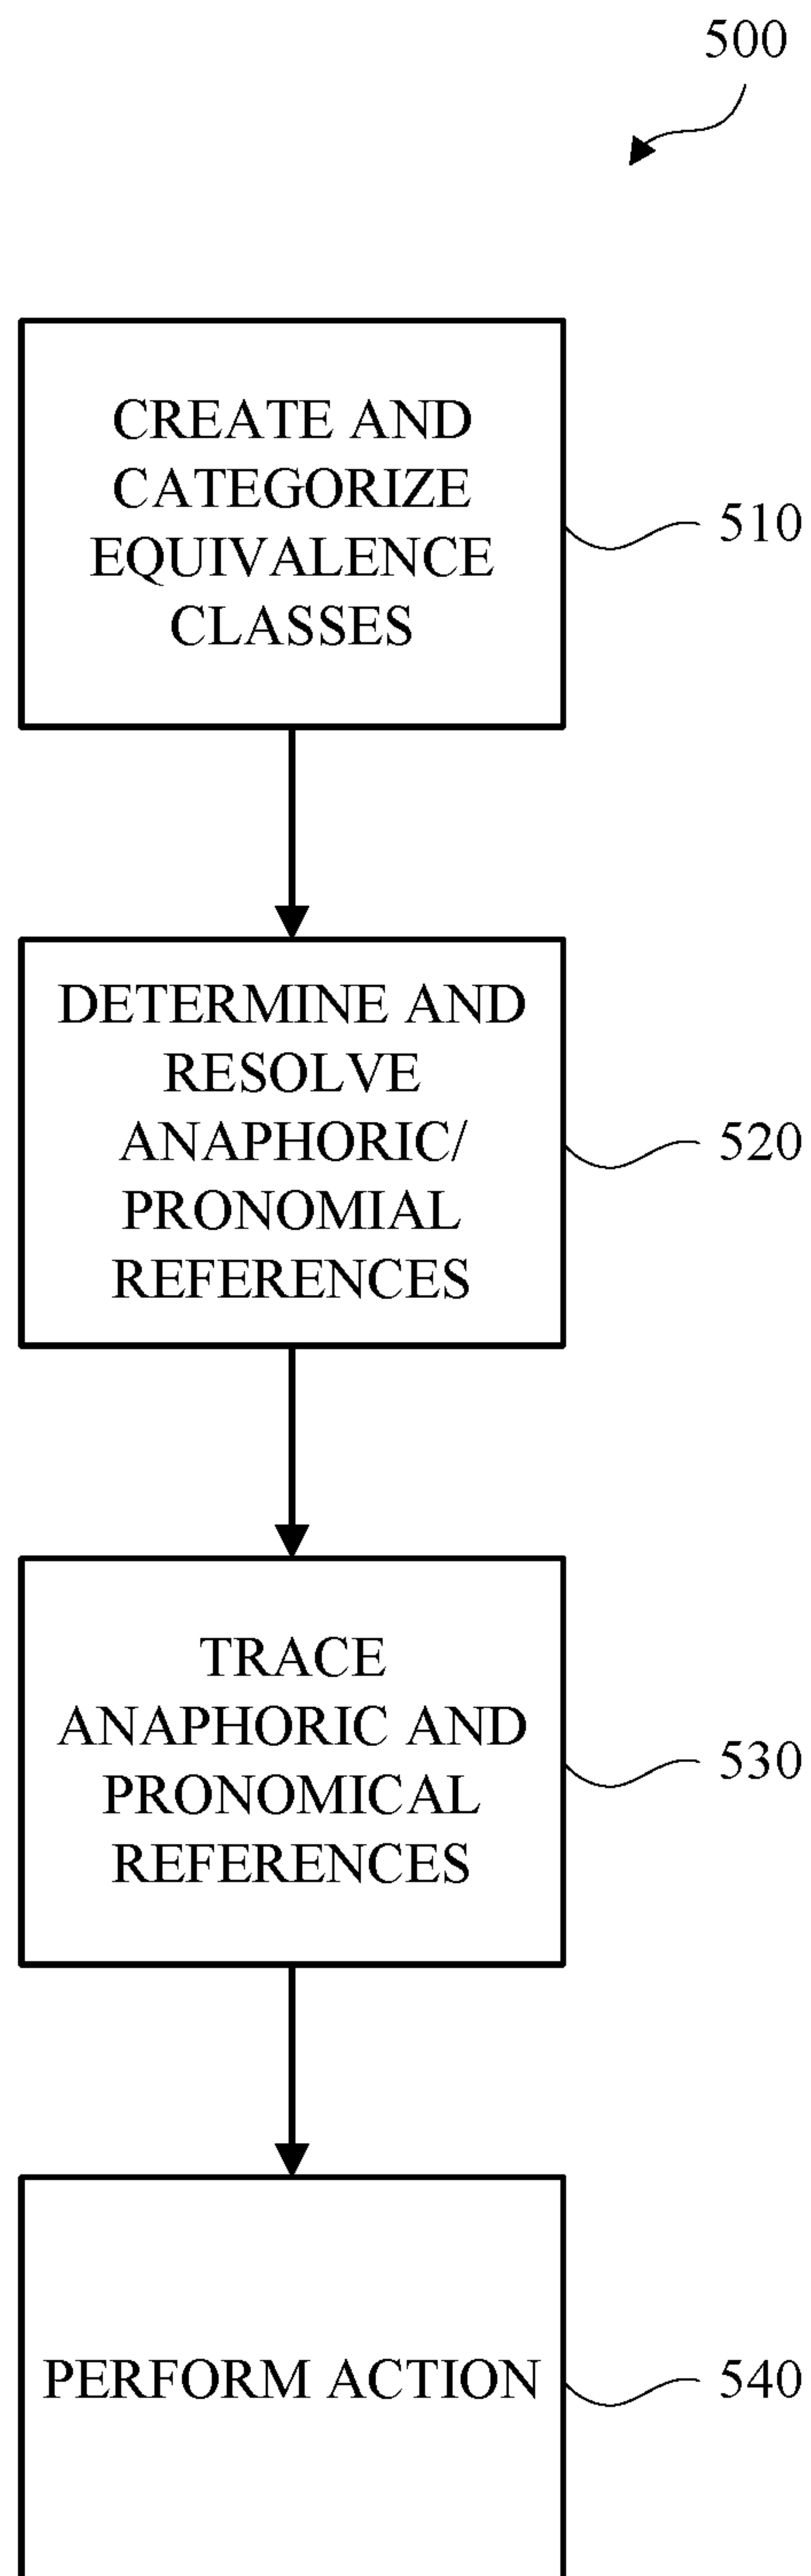 500
CREATE AND
CATEGORIZE
EQUIVALENCE
CLASSES
510
DETERMINE AND
RESOLVE
ANAPHORIC/
PRONOMIAL
REFERENCES
520
TRACE
ANAPHORIC AND
PRONOMICAL
REFERENCES
530
PERFORM ACTION
540